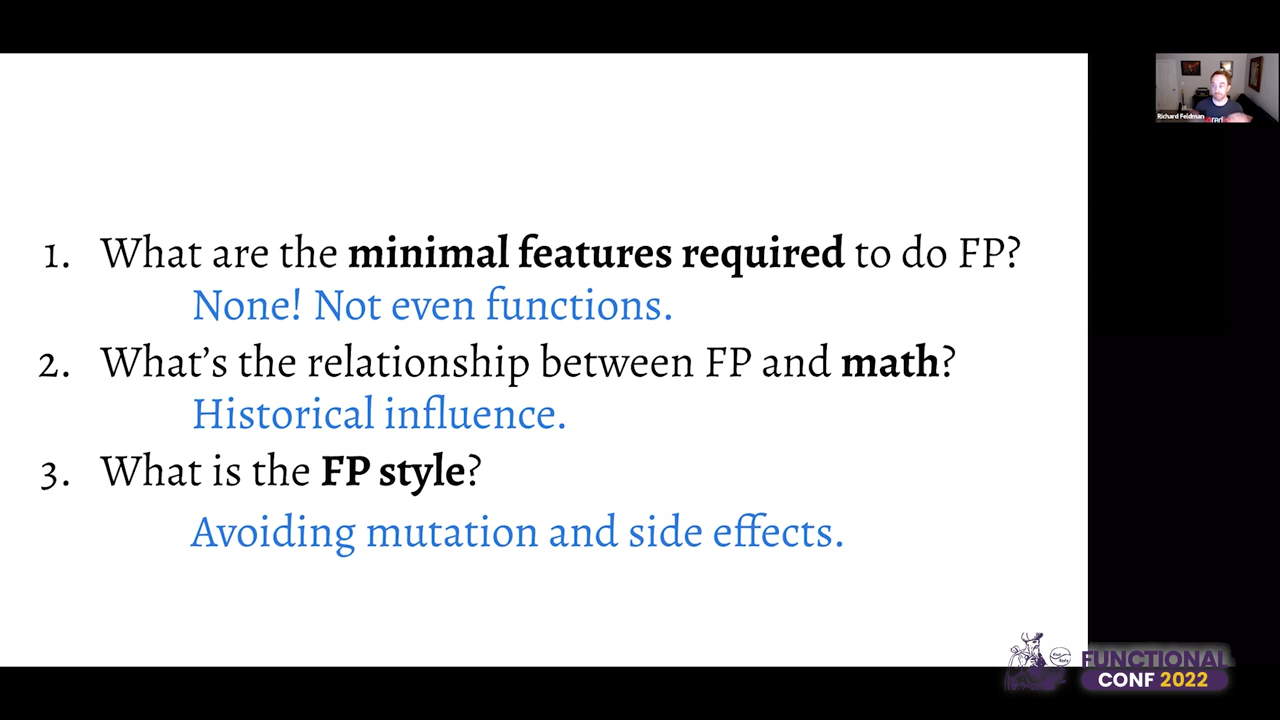 1. What are the minimal features required to do FP?
None! Not even functions.
2. What's the relationship between FP and math?
Historical influence.
3. What is the FP style?
Avoiding mutation and side effects.
Richard Feldman
FUNCTIONAL
CONF 2022